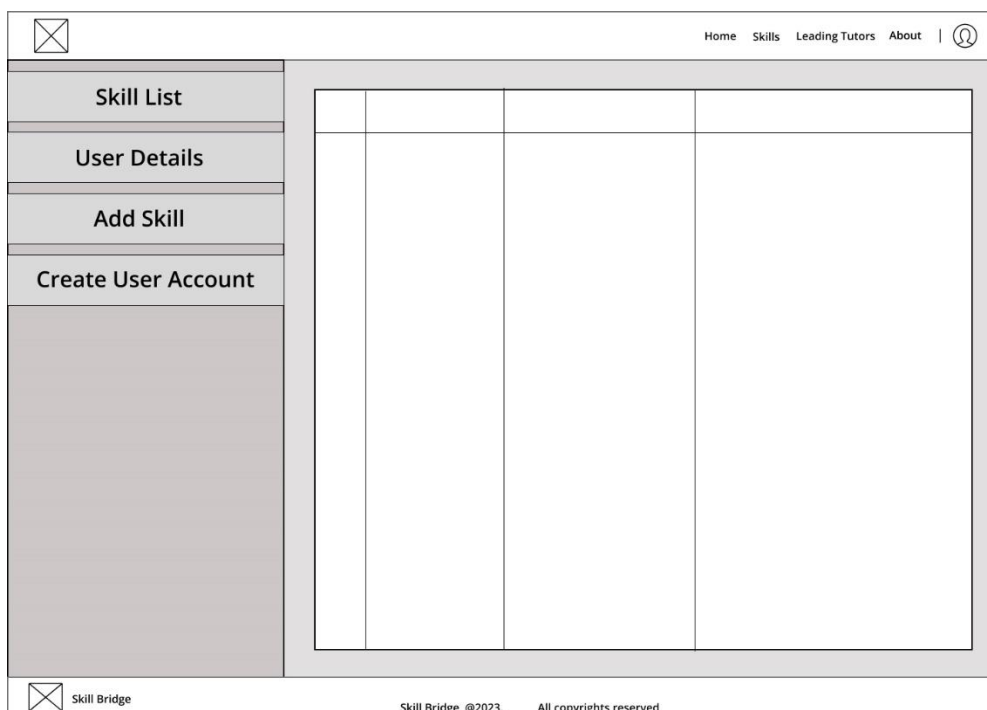 Home Skills Leading Tutors About |
Skill List
User Details
Add Skill
Create User Account
Skill Bridge
Skill Bridge @2023 All copyrights reserved